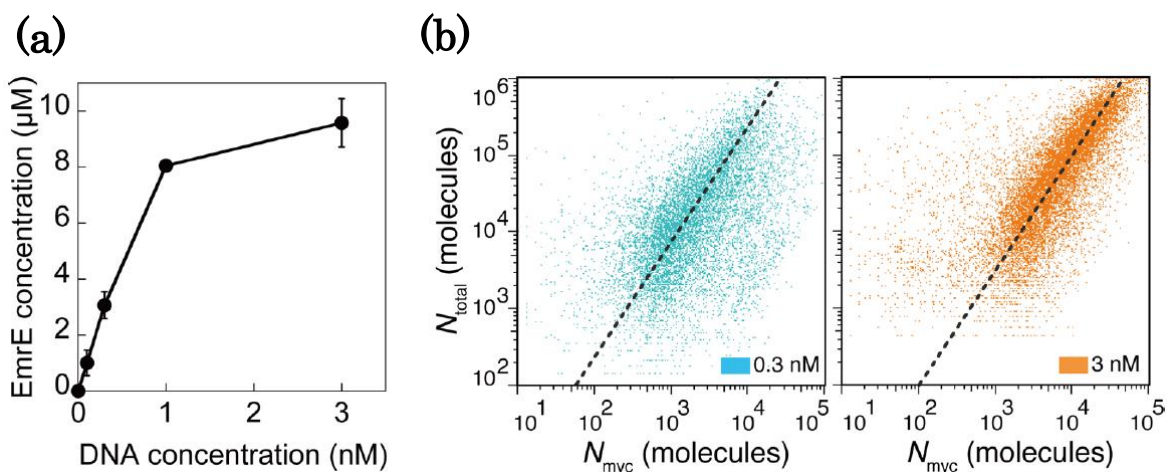 (a)
(b)
EmrE concentration (μM)
10
8
6
4
2
0
0
1
2
3
DNA concentration (nM)
N_total (molecules)
10^6
10^5
10^4
10^3
10^2
0.3 nM
10^1
10^2
10^3
10^4
10^5
N_myc (molecules)
3 nM
10^1
10^2
10^3
10^4
10^5
N_myc (molecules)